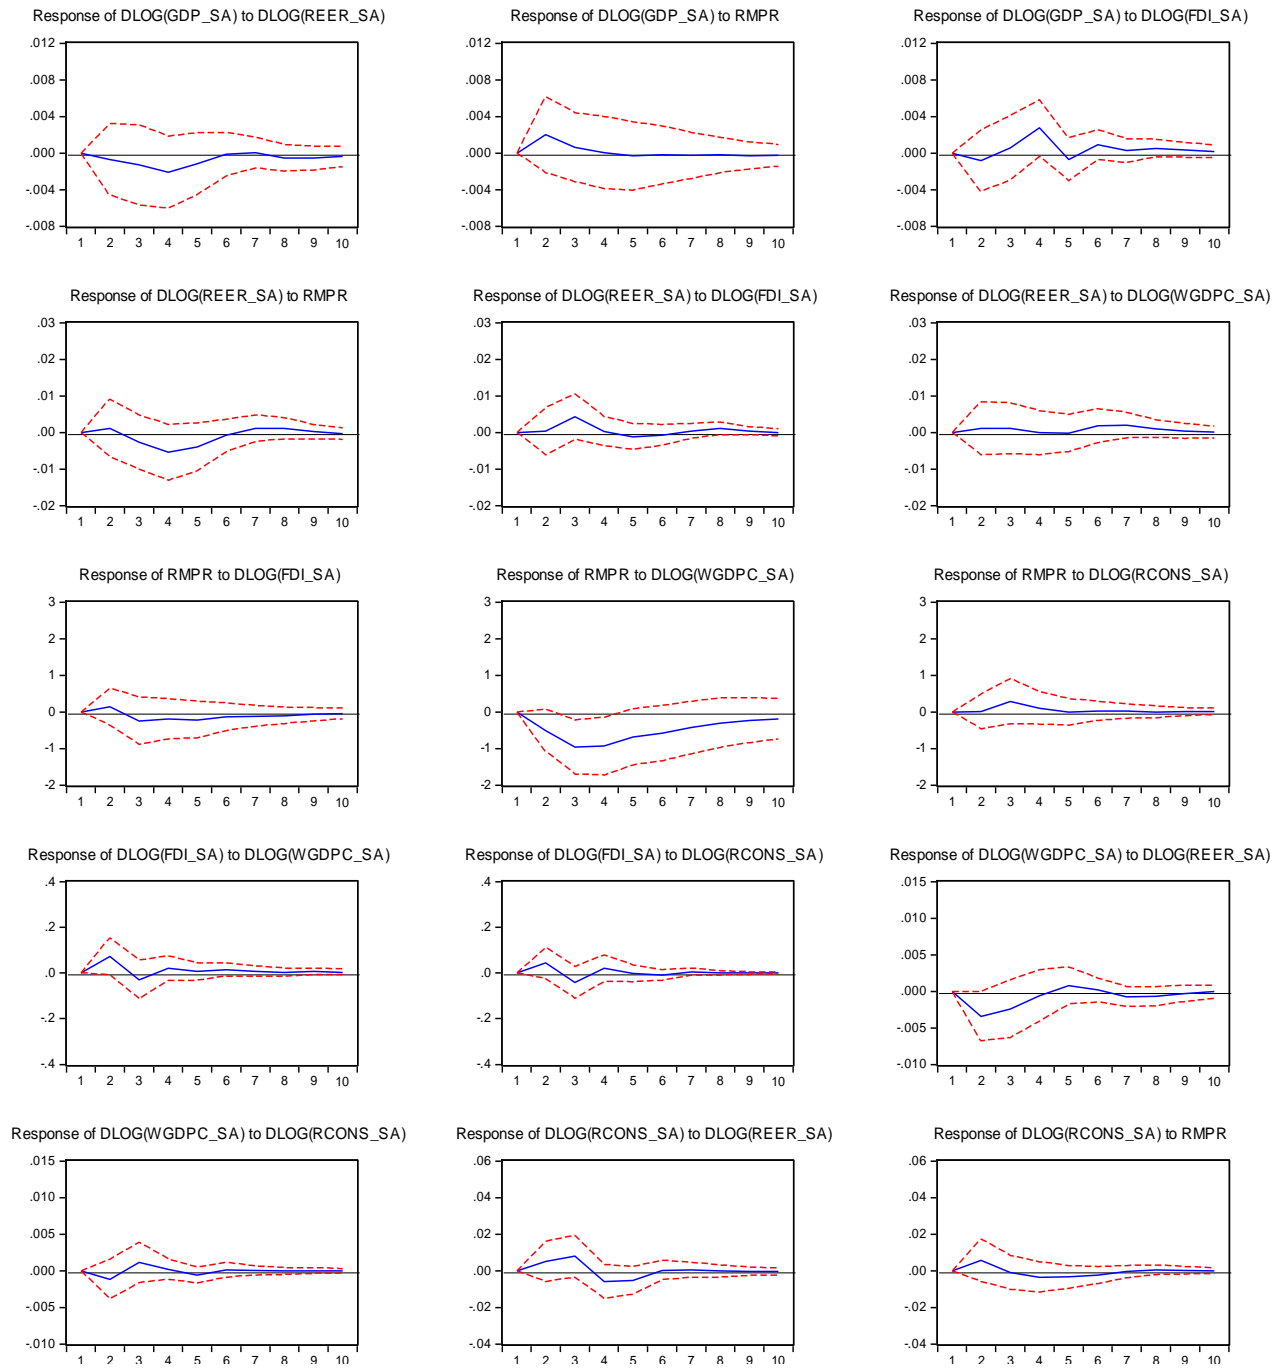 Response of DLOG(GDP_SA) to DLOG(REER_SA)
.012
.008
.004
.000
-.004
-.008
1 2 3 4 5 6 7 8 9 10
Response of DLOG(GDP_SA) to RMPR
.012
.008
.004
.000
-.004
-.008
1 2 3 4 5 6 7 8 9 10
Response of DLOG(GDP_SA) to DLOG(FDI_SA)
.012
.008
.004
.000
-.004
-.008
1 2 3 4 5 6 7 8 9 10
Response of DLOG(REER_SA) to RMPR
.03
.02
.01
.00
-.01
-.02
1 2 3 4 5 6 7 8 9 10
Response of DLOG(REER_SA) to DLOG(FDI_SA)
.03
.02
.01
.00
-.01
-.02
1 2 3 4 5 6 7 8 9 10
Response of DLOG(REER_SA) to DLOG(WGDPC_SA)
.03
.02
.01
.00
-.01
-.02
1 2 3 4 5 6 7 8 9 10
Response of RMPR to DLOG(FDI_SA)
3
2
1
0
-1
-2
1 2 3 4 5 6 7 8 9 10
Response of RMPR to DLOG(WGDPC_SA)
3
2
1
0
-1
-2
1 2 3 4 5 6 7 8 9 10
Response of RMPR to DLOG(RCONS_SA)
3
2
1
0
-1
-2
1 2 3 4 5 6 7 8 9 10
Response of DLOG(FDI_SA) to DLOG(WGDPC_SA)
.4
.2
.0
-.2
-.4
1 2 3 4 5 6 7 8 9 10
Response of DLOG(FDI_SA) to DLOG(RCONS_SA)
.4
.2
.0
-.2
-.4
1 2 3 4 5 6 7 8 9 10
Response of DLOG(WGDPC_SA) to DLOG(REER_SA)
.015
.010
.005
.000
-.005
-.010
1 2 3 4 5 6 7 8 9 10
Response of DLOG(WGDPC_SA) to DLOG(RCONS_SA)
.015
.010
.005
.000
-.005
-.010
1 2 3 4 5 6 7 8 9 10
Response of DLOG(RCONS_SA) to DLOG(REER_SA)
.06
.04
.02
.00
-.02
-.04
1 2 3 4 5 6 7 8 9 10
Response of DLOG(RCONS_SA) to RMPR
.06
.04
.02
.00
-.02
-.04
1 2 3 4 5 6 7 8 9 10